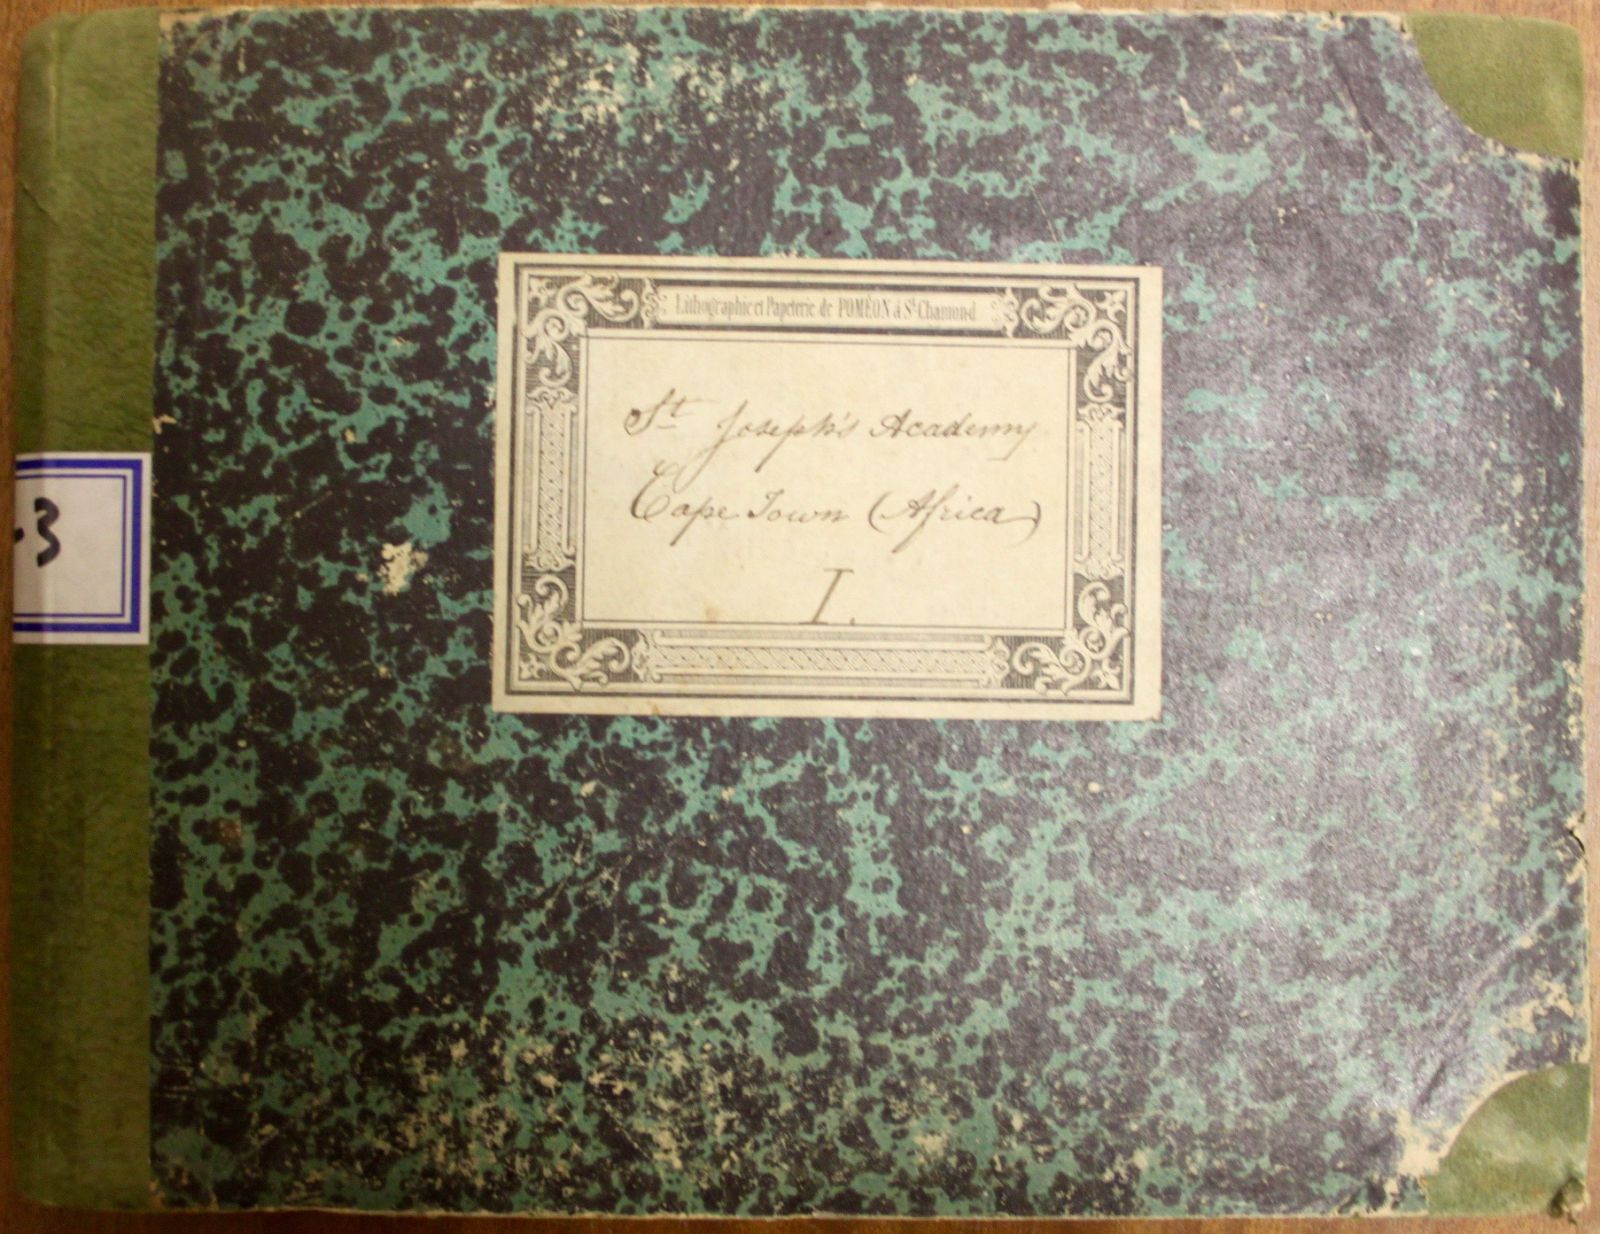 Lithographie et Papeterie de POMÉON à St Chamond
St Joseph's Academy
Cape Town (Africa)
I.
-3